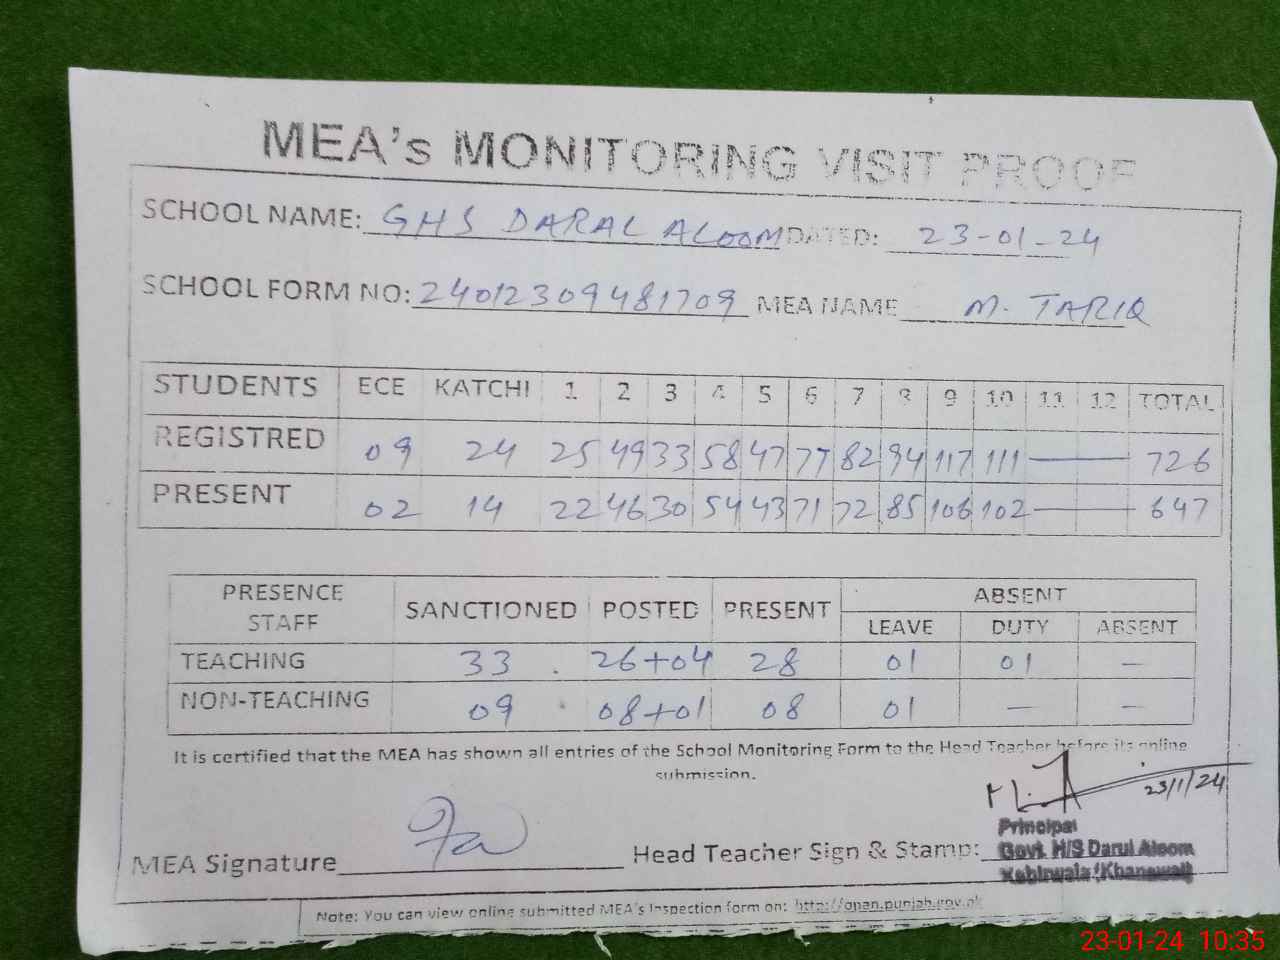 MEA's MONITORING VISIT PROOF
SCHOOL NAME: GHS DARAL ALOOM DATED: 23-01-24
SCHOOL FORM NO: 24012309481709 MEA NAME M. TARIQ
STUDENTS ECE KATCHI 1 2 3 4 5 6 7 8 9 10 11 12 TOTAL
REGISTRED 09 24 25 49 33 58 47 77 82 94 117 111 — 726
PRESENT 02 14 22 46 30 54 43 71 72 85 106 102 — 647
PRESENCE STAFF SANCTIONED POSTED PRESENT ABSENT
LEAVE DUTY ABSENT
TEACHING 33 26+04 28 01 01 —
NON-TEACHING 09 08+01 08 01 — —
It is certified that the MEA has shown all entries of the School Monitoring Form to the Head Teacher before its online
submission.
23/1/24
MEA Signature Head Teacher Sign & Stamp:
Principal
Govt. H/S Darul Aloom
Kabirwala (Khanewal)
Note: You can view online submitted MEA's Inspection form on: http://open.punjab.gov.pk
23-01-24 10:35